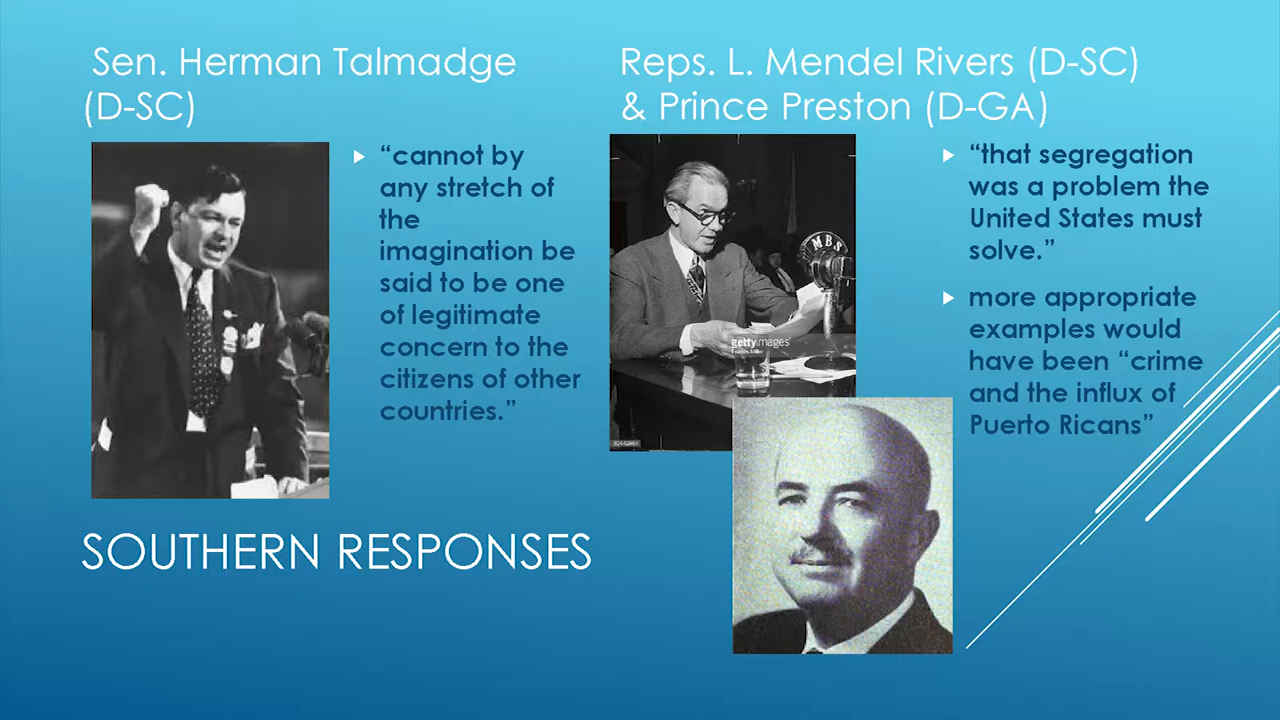 Sen. Herman Talmadge
(D-SC)
“cannot by
any stretch of
the
imagination be
said to be one
of legitimate
concern to the
citizens of other
countries.”
Reps. L. Mendel Rivers (D-SC)
& Prince Preston (D-GA)
MBS
gettyimages
“that segregation
was a problem the
United States must
solve.”
more appropriate
examples would
have been “crime
and the influx of
Puerto Ricans”
SOUTHERN RESPONSES